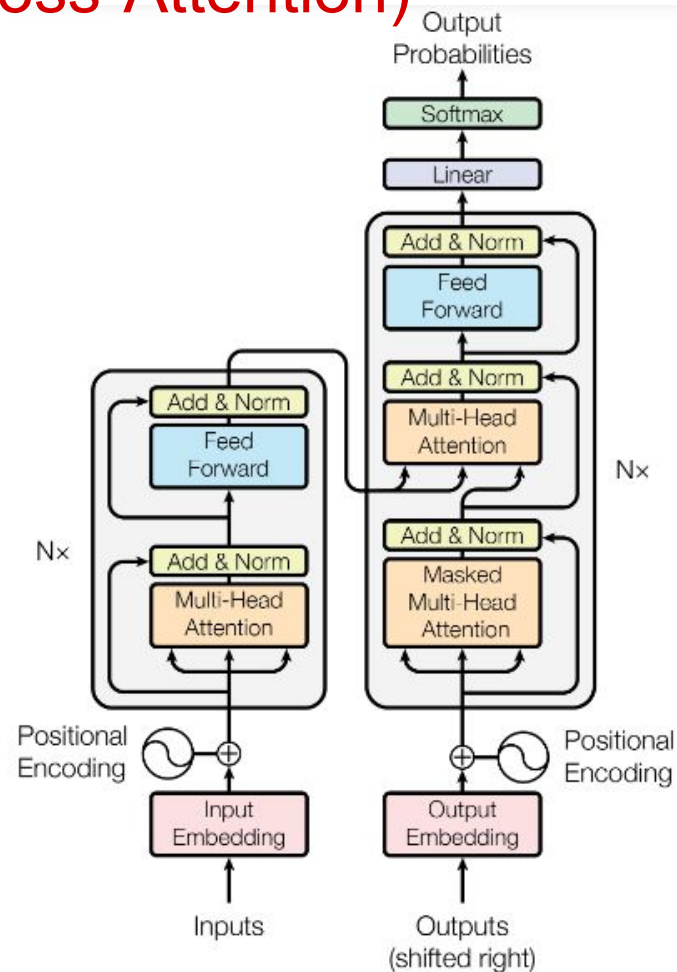 Attention)
Output
Probabilities
Softmax
Linear
Add & Norm
Feed
Forward
Add & Norm
Multi-Head
Attention
N×
Add & Norm
Masked
Multi-Head
Attention
Add & Norm
Feed
Forward
N×
Add & Norm
Multi-Head
Attention
Positional
Encoding
Positional
Encoding
Input
Embedding
Output
Embedding
Inputs
Outputs
(shifted right)